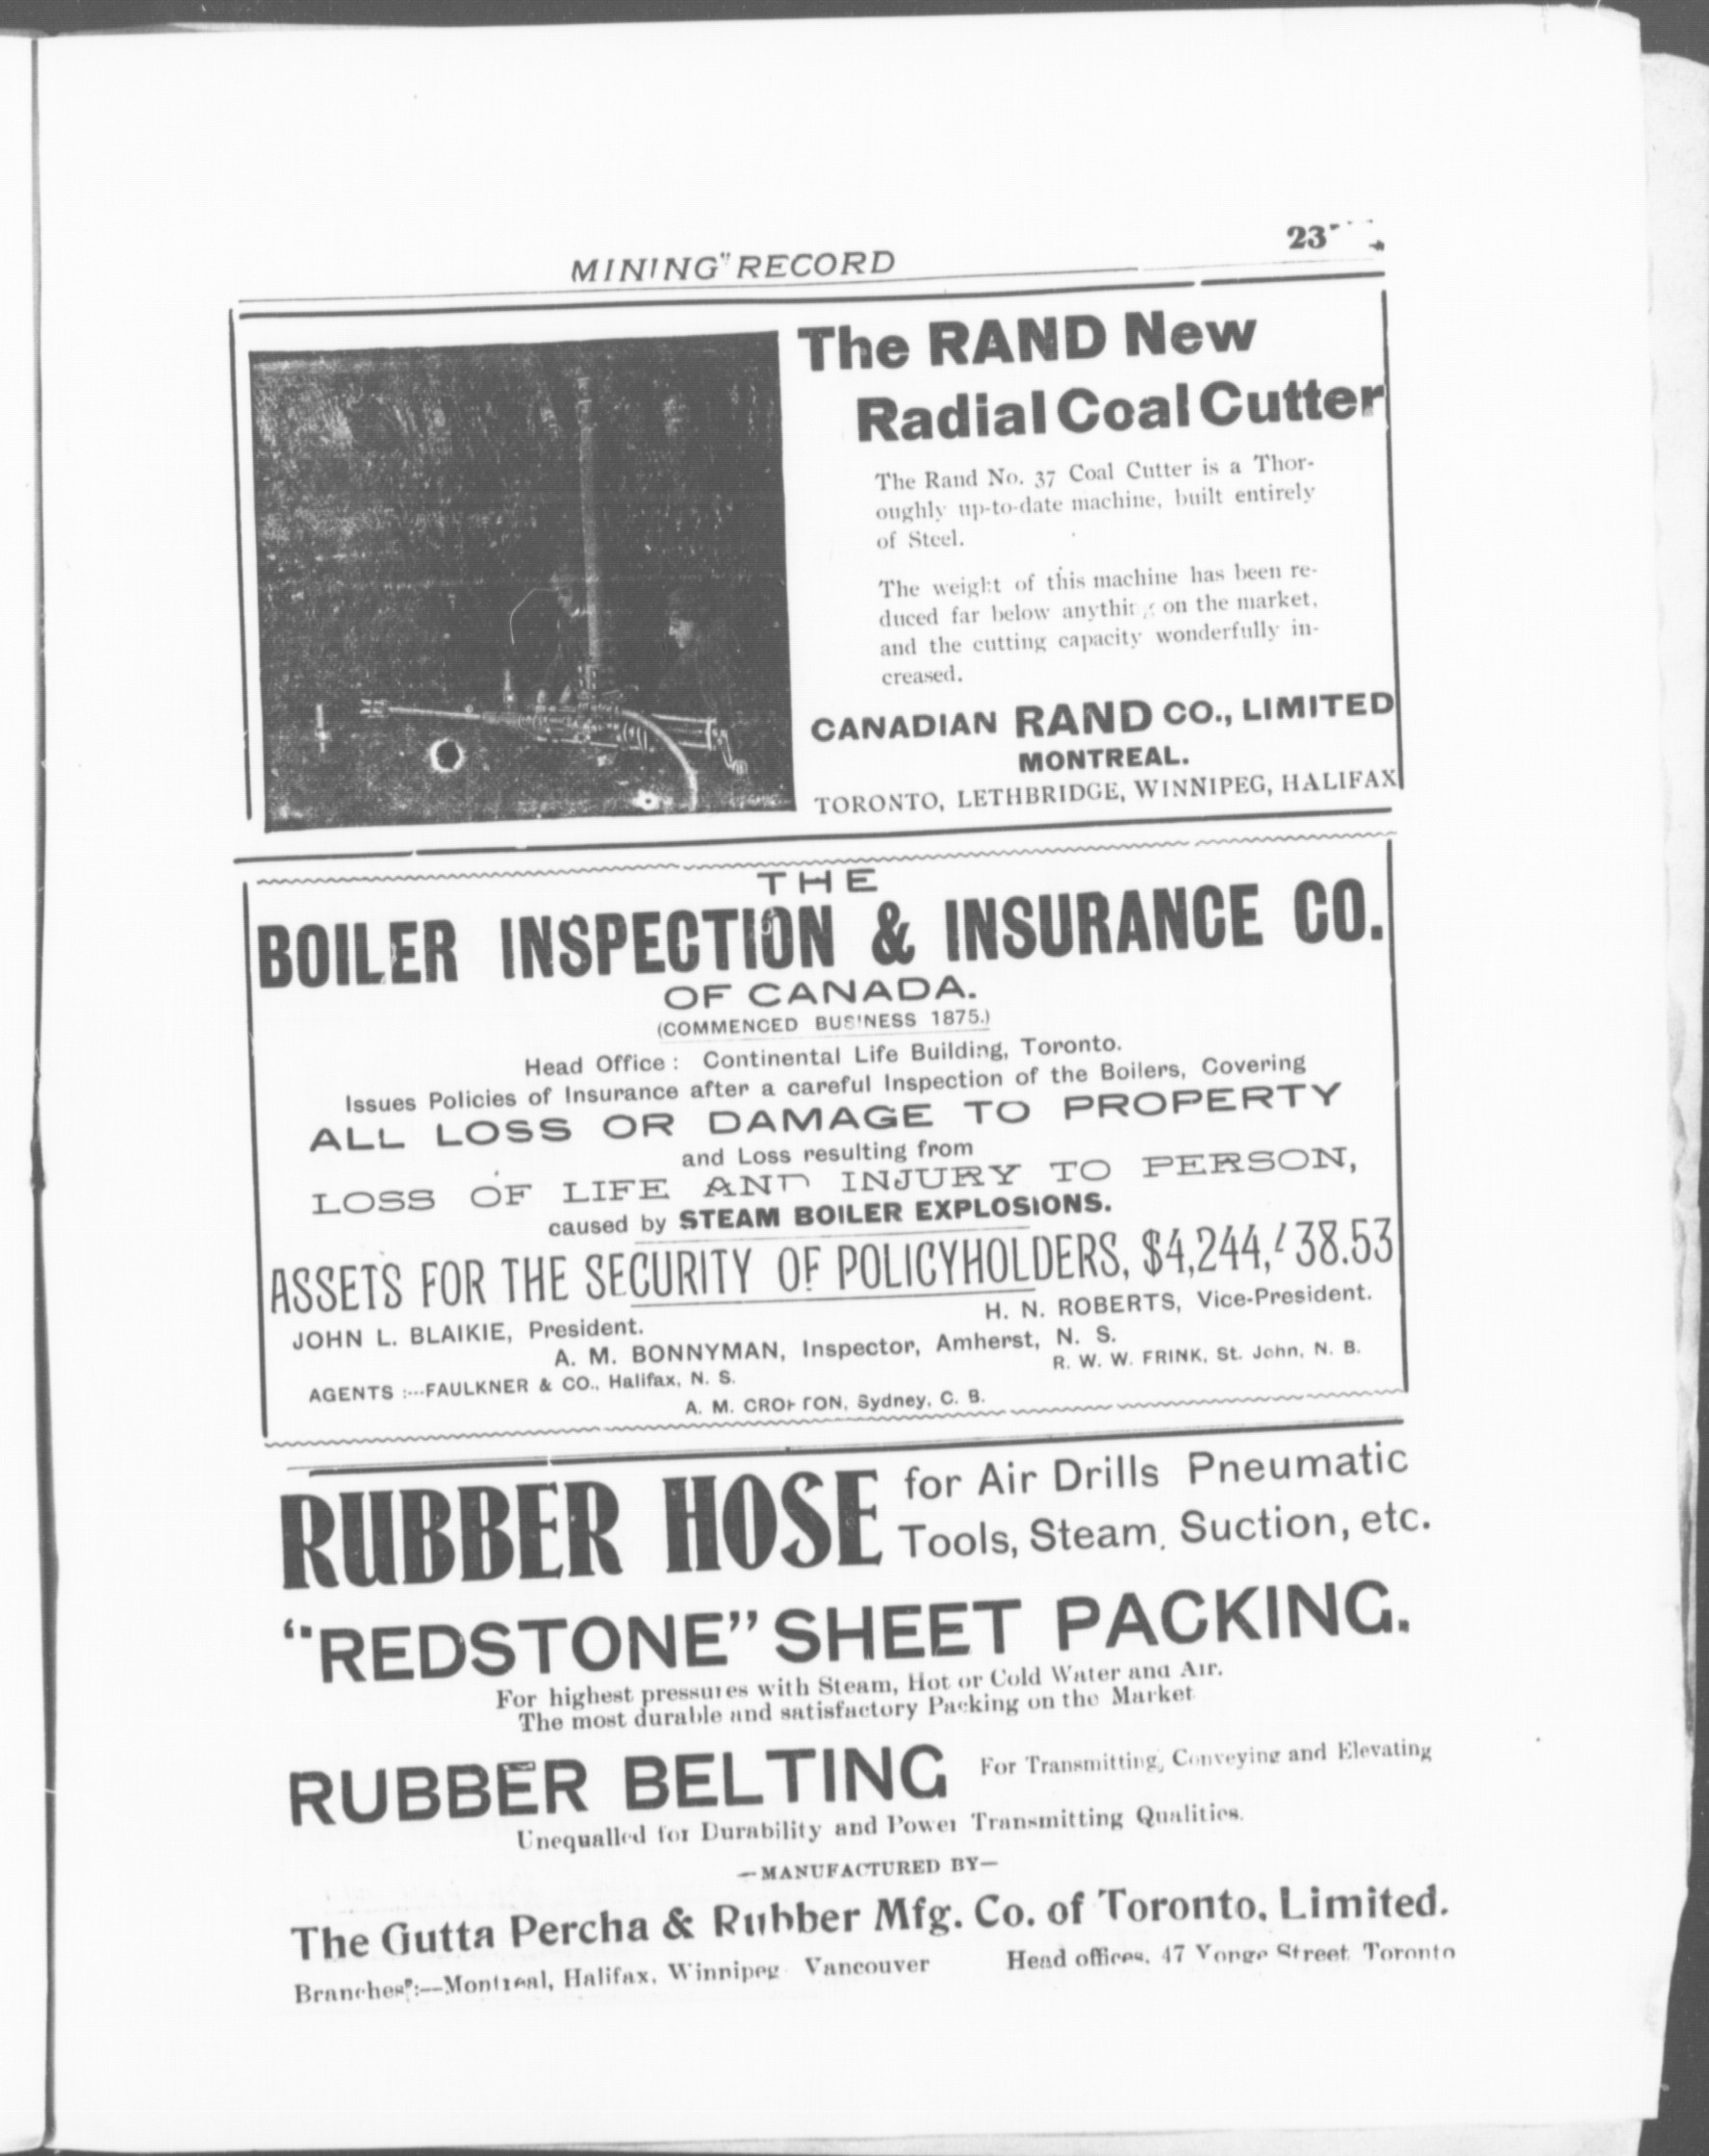 MINING" RECORD
23
The RAND New
Radial Coal Cutter
The Rand No. 37 Coal Cutter is a Thor-
oughly up-to-date machine, built entirely
of Steel.
The weight of this machine has been re-
duced far below anything on the market,
and the cutting capacity wonderfully in-
creased.
CANADIAN RAND CO., LIMITED
MONTREAL.
TORONTO, LETHBRIDGE, WINNIPEG, HALIFAX
THE
BOILER INSPECTION & INSURANCE CO.
OF CANADA.
(COMMENCED BUSINESS 1875.)
Head Office : Continental Life Building, Toronto.
Issues Policies of Insurance after a careful Inspection of the Boilers, Covering
ALL LOSS OR DAMAGE TO PROPERTY
and Loss resulting from
LOSS OF LIFE AND INJURY TO PERSON,
caused by STEAM BOILER EXPLOSIONS.
ASSETS FOR THE SECURITY OF POLICYHOLDERS,
JOHN L. BLAIKIE, President. H. N. ROBERTS, Vice-President.
A. M. BONNYMAN, Inspector, Amherst, N. S.
AGENTS :---FAULKNER & CO., Halifax, N. S. R. W. W. FRINK, St. John, N. B.
A. M. CROFTON, Sydney, C. B.
RUBBER HOSE for Air Drills Pneumatic
Tools, Steam, Suction, etc.
"REDSTONE" SHEET PACKING.
For highest pressures with Steam, Hot or Cold Water and Air.
The most durable and satisfactory Packing on the Market
RUBBER BELTING For Transmitting, Conveying and Elevating
Unequalled for Durability and Power Transmitting Qualities.
—MANUFACTURED BY—
The Gutta Percha & Rubber Mfg. Co. of Toronto, Limited.
Branches":—Montreal, Halifax, Winnipeg Vancouver Head offices, 47 Yonge Street Toronto